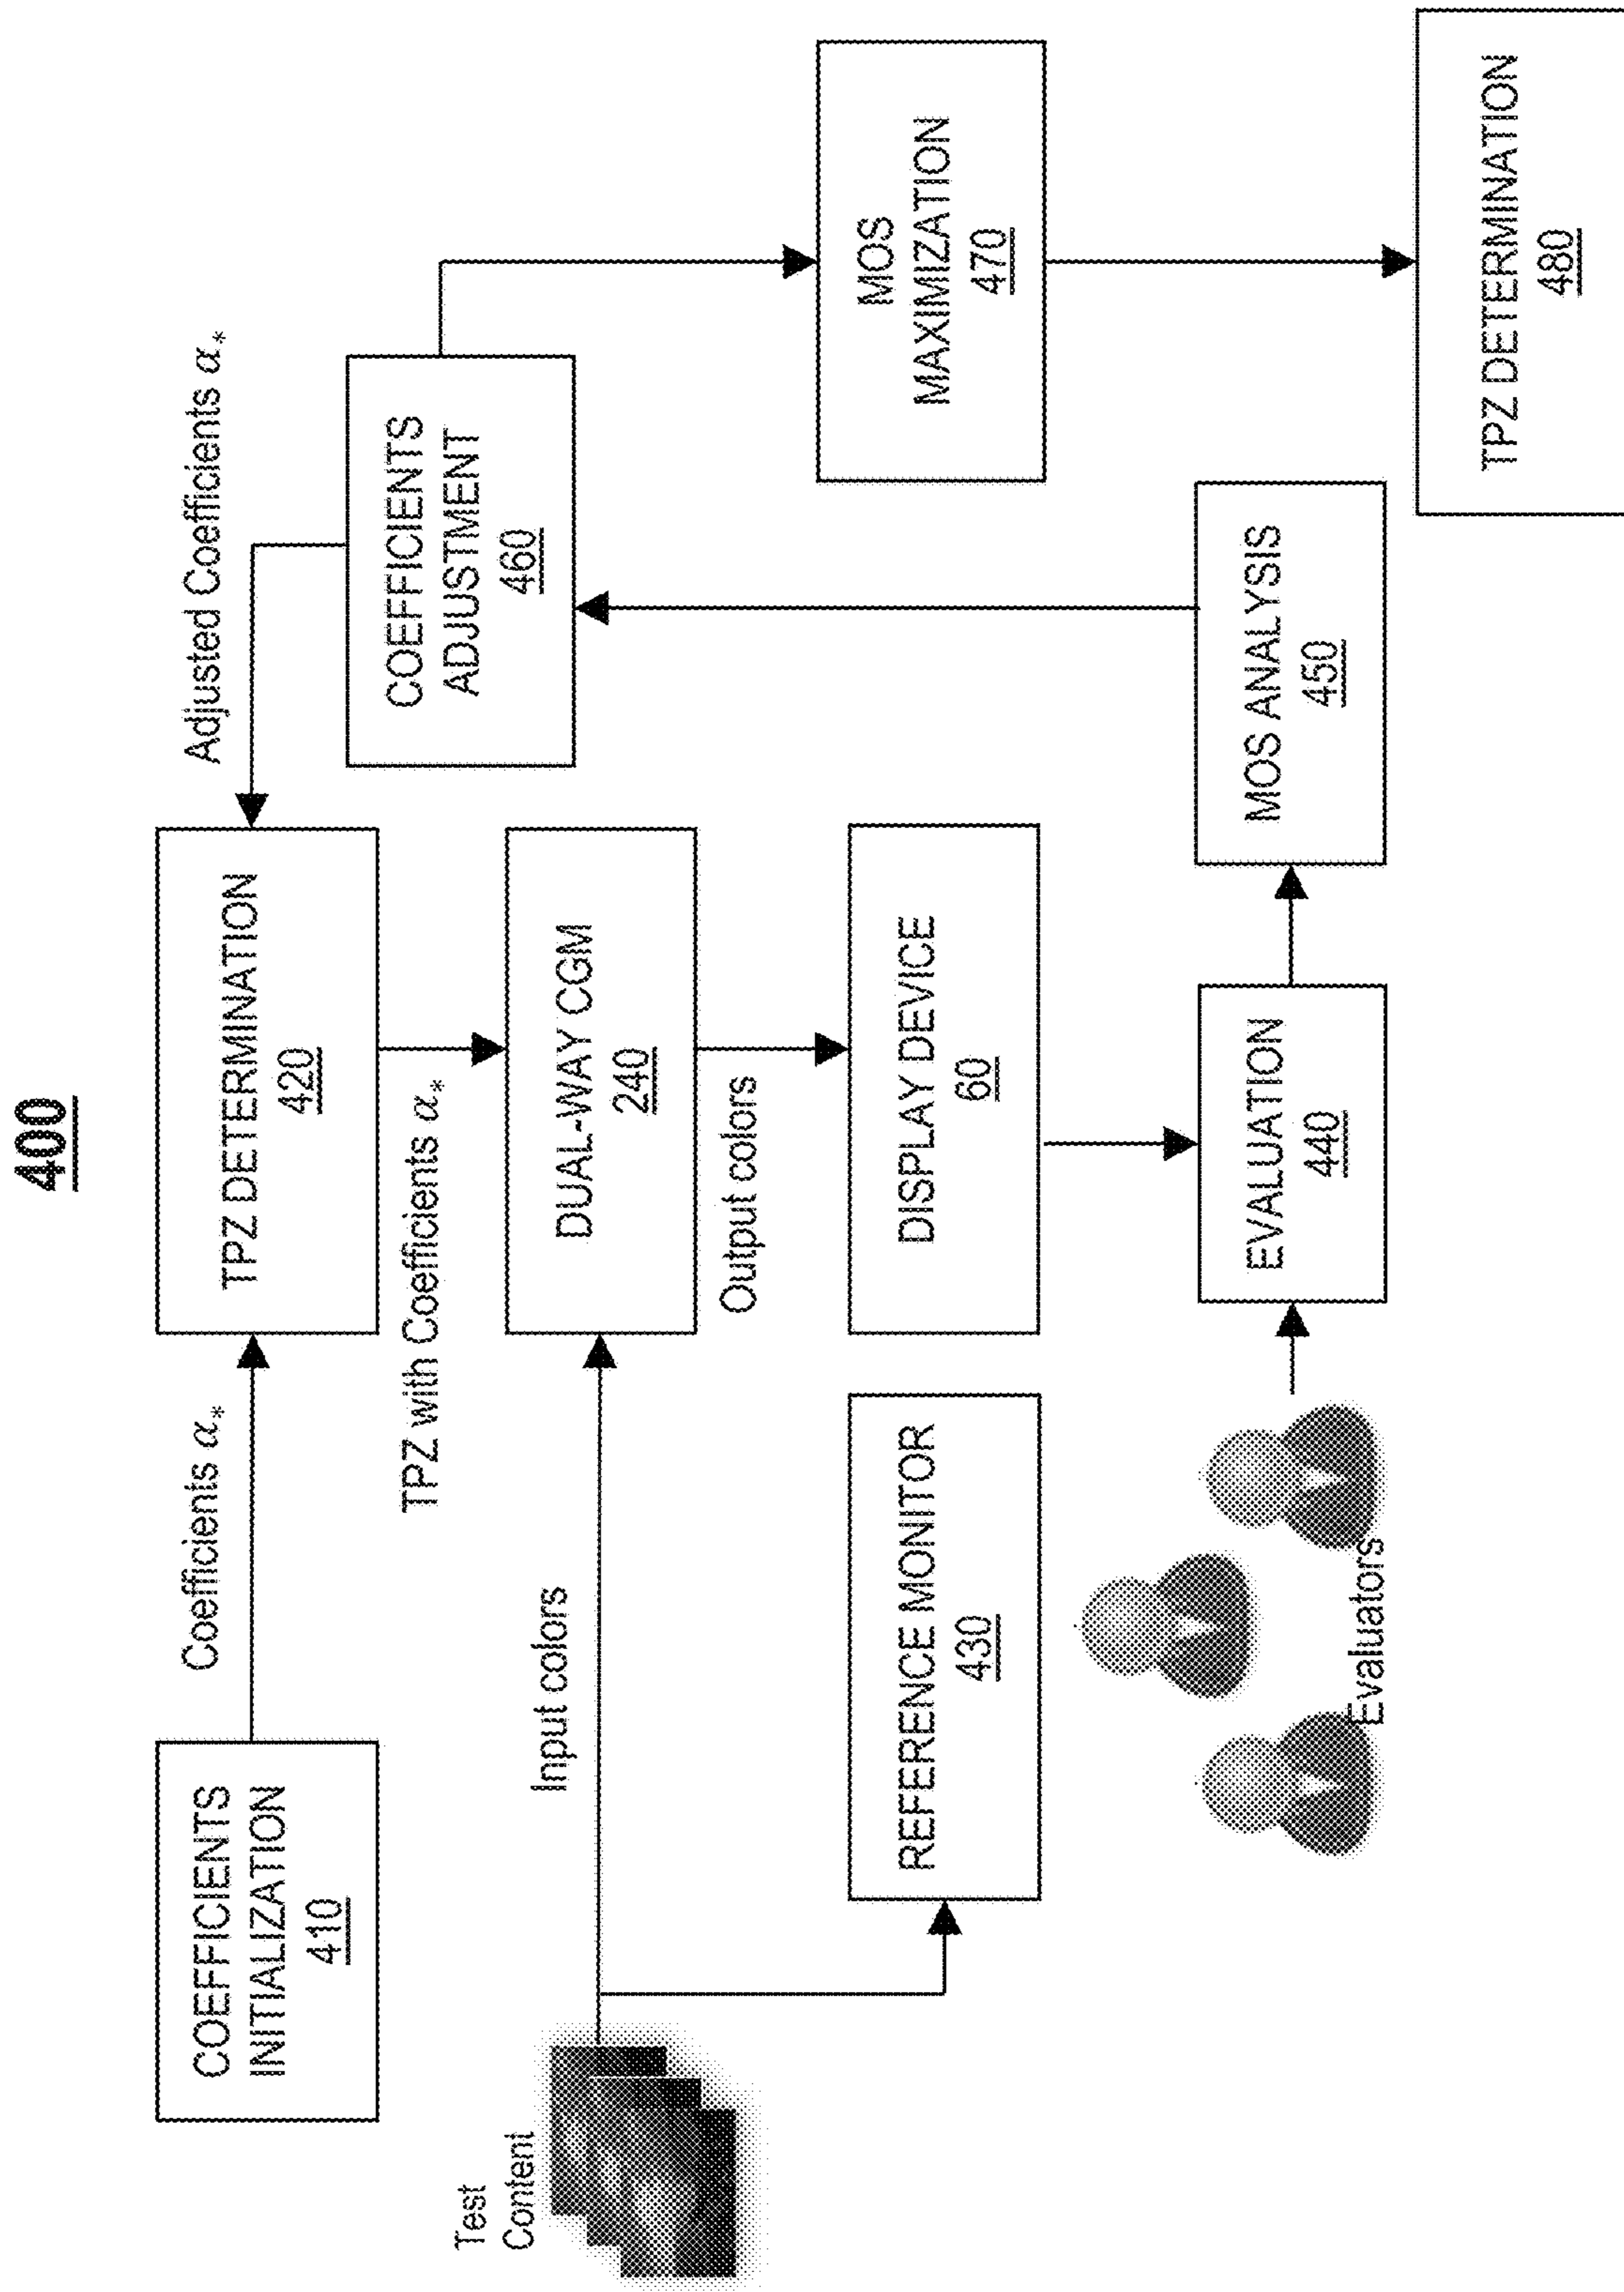 400
COEFFICIENTS
INITIALIZATION
410
Coefficients α*
TPZ DETERMINATION
420
Adjusted Coefficients α*
COEFFICIENTS
ADJUSTMENT
460
TPZ with Coefficients α*
Test
Content
Input colors
DUAL-WAY CGM
240
Output colors
REFERENCE MONITOR
430
DISPLAY DEVICE
60
MOS
MAXIMIZATION
470
Evaluators
EVALUATION
440
MOS ANALYSIS
450
TPZ DETERMINATION
480